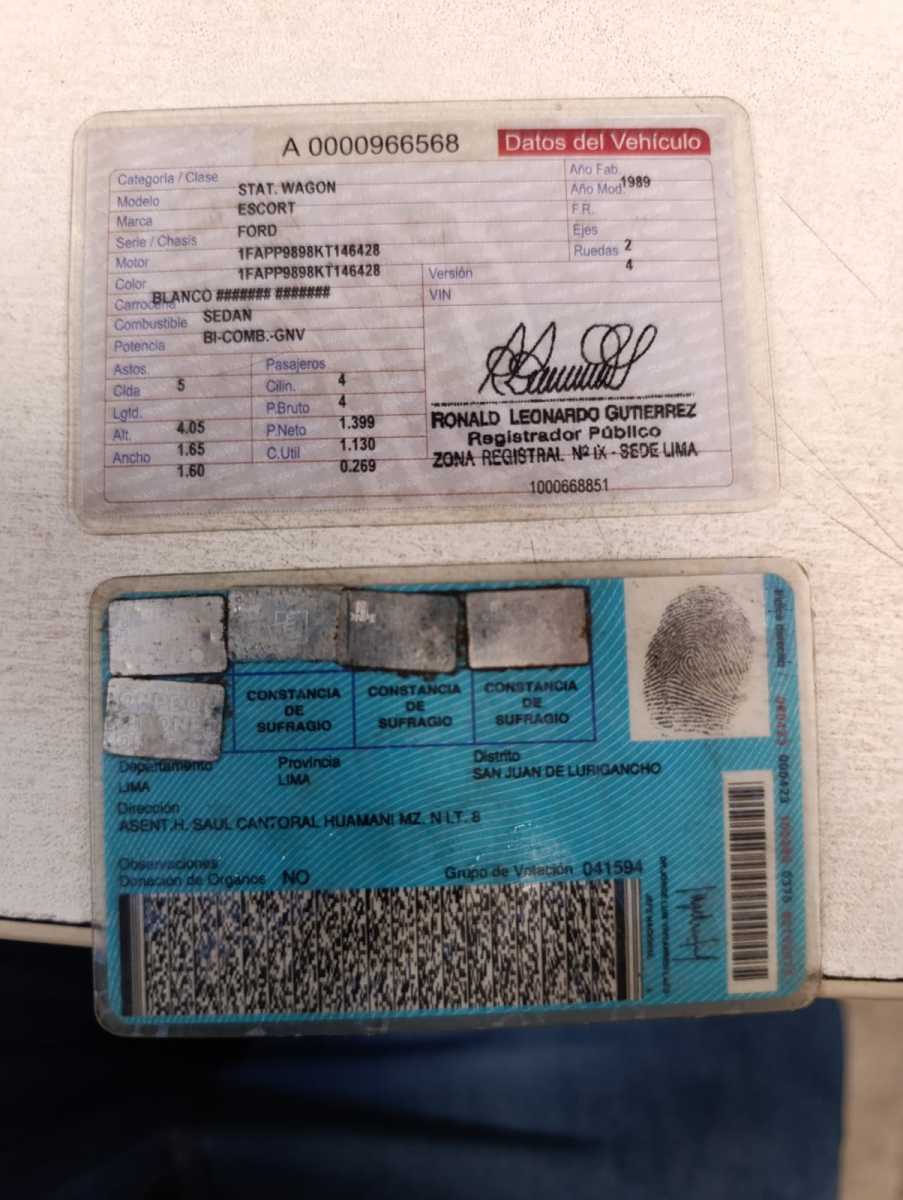 A 0000966568
Datos del Vehículo
Categoria / Clase STAT. WAGON
Modelo ESCORT
Marca FORD
Serie / Chasis 1FAPP9898KT146428
Motor 1FAPP9898KT146428
Color BLANCO ####### #######
Carrocería SEDAN
Combustible BI-COMB.-GNV
Potencia
Año Fab. 1989
Año Mod.
F.R.
Ejes 2
Ruedas 4
Versión
VIN
Astos. 5
Pasajeros 4
Clda
Cilin. 4
Lgtd. 4.05
P.Bruto 1.399
Alt. 1.65
P.Neto 1.130
Ancho 1.60
C.Util 0.269
RONALD LEONARDO GUTIERREZ
Registrador Público
ZONA REGISTRAL Nº IX - SEDE LIMA
1000668851
CONSTANCIA DE SUFRAGIO
CONSTANCIA DE SUFRAGIO
CONSTANCIA DE SUFRAGIO
Departamento
LIMA
Provincia
LIMA
Distrito
SAN JUAN DE LURIGANCHO
Dirección
ASENT.H. SAUL CANTORAL HUAMANI MZ. N LT. 8
Observaciones
Donación de Organos NO
Grupo de Votación 041594